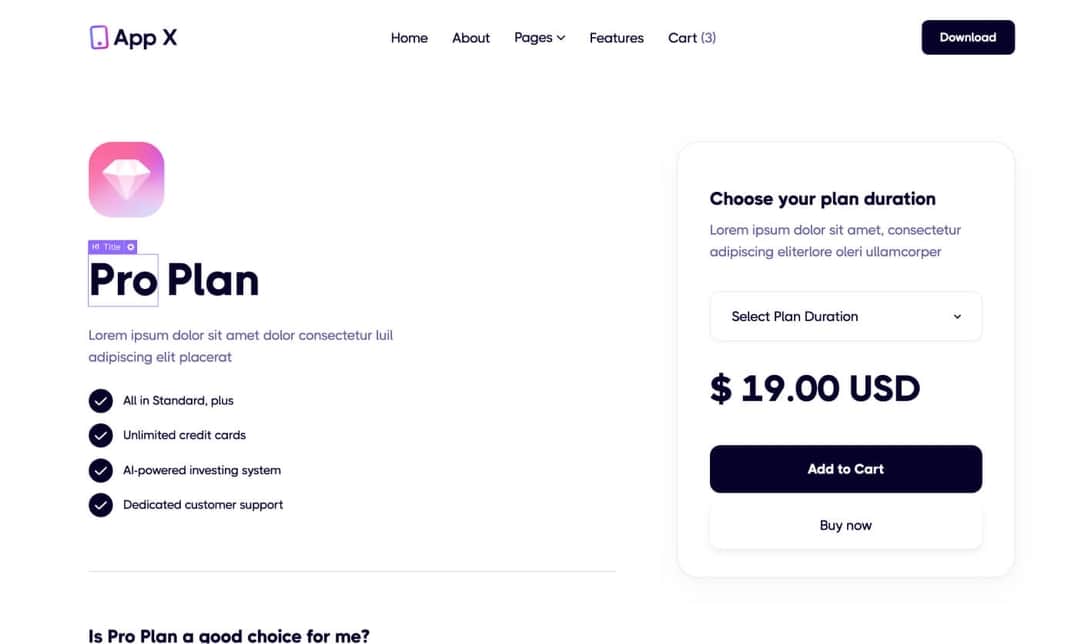 App X
Home About Pages Features Cart (3)
Download
H1 Title
Pro Plan
Lorem ipsum dolor sit amet dolor consectetur luil
adipiscing elit placerat
All in Standard, plus
Unlimited credit cards
AI-powered investing system
Dedicated customer support
Choose your plan duration
Lorem ipsum dolor sit amet, consectetur
adipiscing eliterlore oleri ullamcorper
Select Plan Duration
$ 19.00 USD
Add to Cart
Buy now
Is Pro Plan a good choice for me?